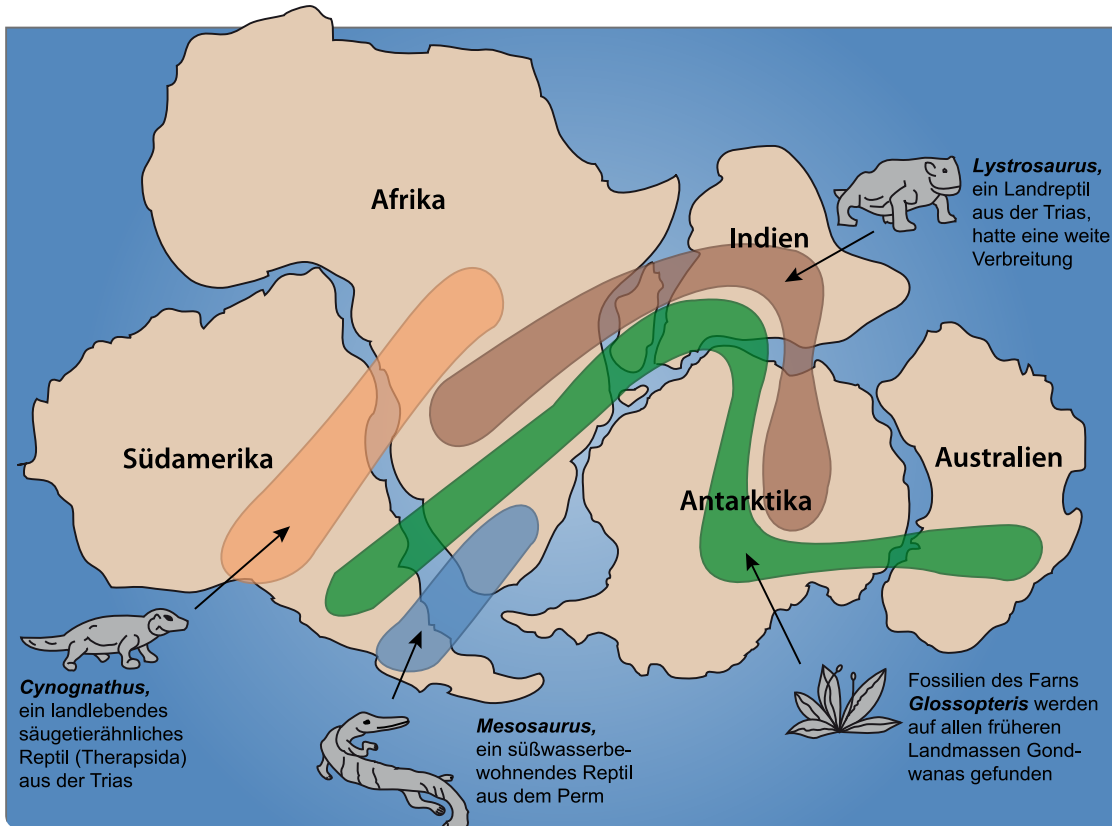 Afrika
Indien
Lystrosaurus,
ein Landreptil
aus der Trias,
hatte eine weite
Verbreitung
Südamerika
Antarktika
Australien
Cynognathus,
ein landlebendes
säugetierähnliches
Reptil (Therapsida)
aus der Trias
Mesosaurus,
ein süßwasserbe-
wohnendes Reptil
aus dem Perm
Fossilien des Farns
Glossopteris werden
auf allen früheren
Landmassen Gond-
wanas gefunden